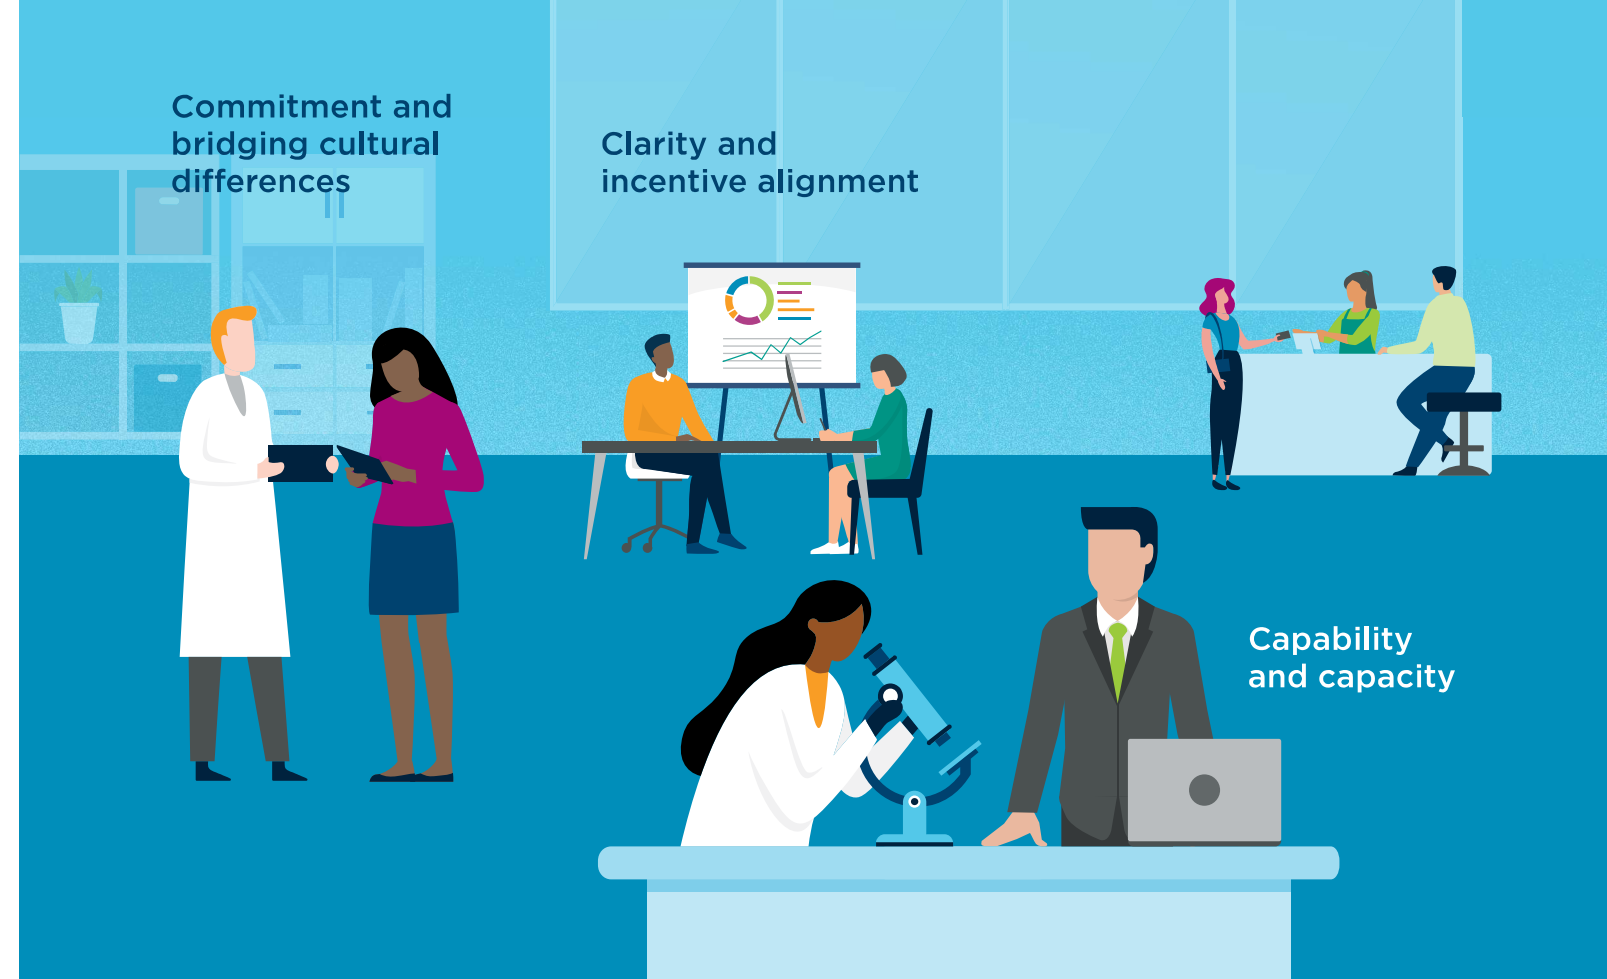 Commitment and
bridging cultural
differences
Clarity and
incentive alignment
Capability
and capacity